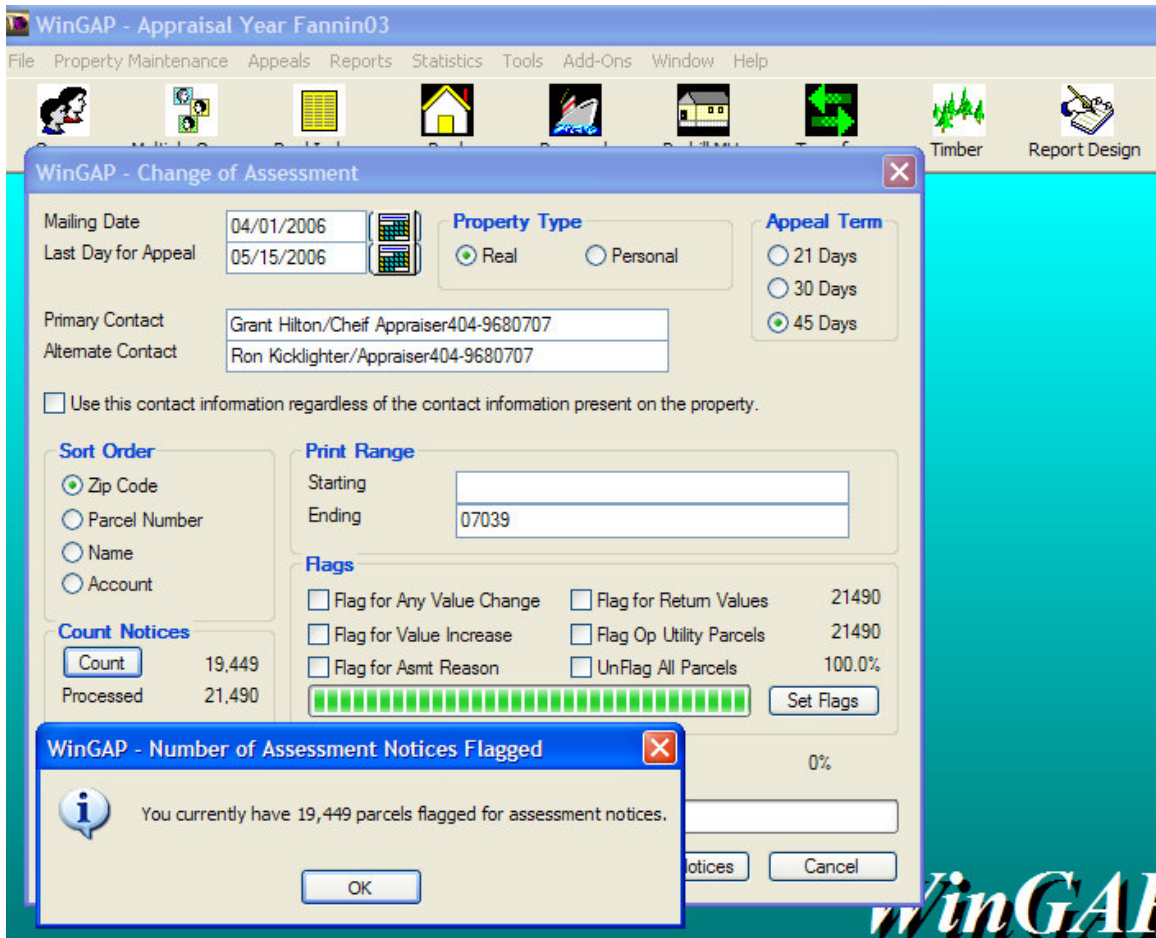 WinGAP - Appraisal Year Fannin03
File Property Maintenance Appeals Reports Statistics Tools Add-Ons Window Help
Timber Report Design
WinGAP - Change of Assessment
Mailing Date 04/01/2006 Property Type Appeal Term
Last Day for Appeal 05/15/2006 Real Personal 21 Days
30 Days
Primary Contact Grant Hilton/Cheif Appraiser404-9680707 45 Days
Alternate Contact Ron Kicklighter/Appraiser404-9680707
Use this contact information regardless of the contact information present on the property.
Sort Order Print Range
Zip Code Starting
Parcel Number Ending 07039
Name
Account Flags
Flag for Any Value Change Flag for Return Values 21490
Count Notices Flag for Value Increase Flag Op Utility Parcels 21490
Count 19,449 Flag for Asmt Reason UnFlag All Parcels 100.0%
Processed 21,490 Set Flags
WinGAP - Number of Assessment Notices Flagged
0%
You currently have 19,449 parcels flagged for assessment notices.
Notices Cancel
OK
WinGAP